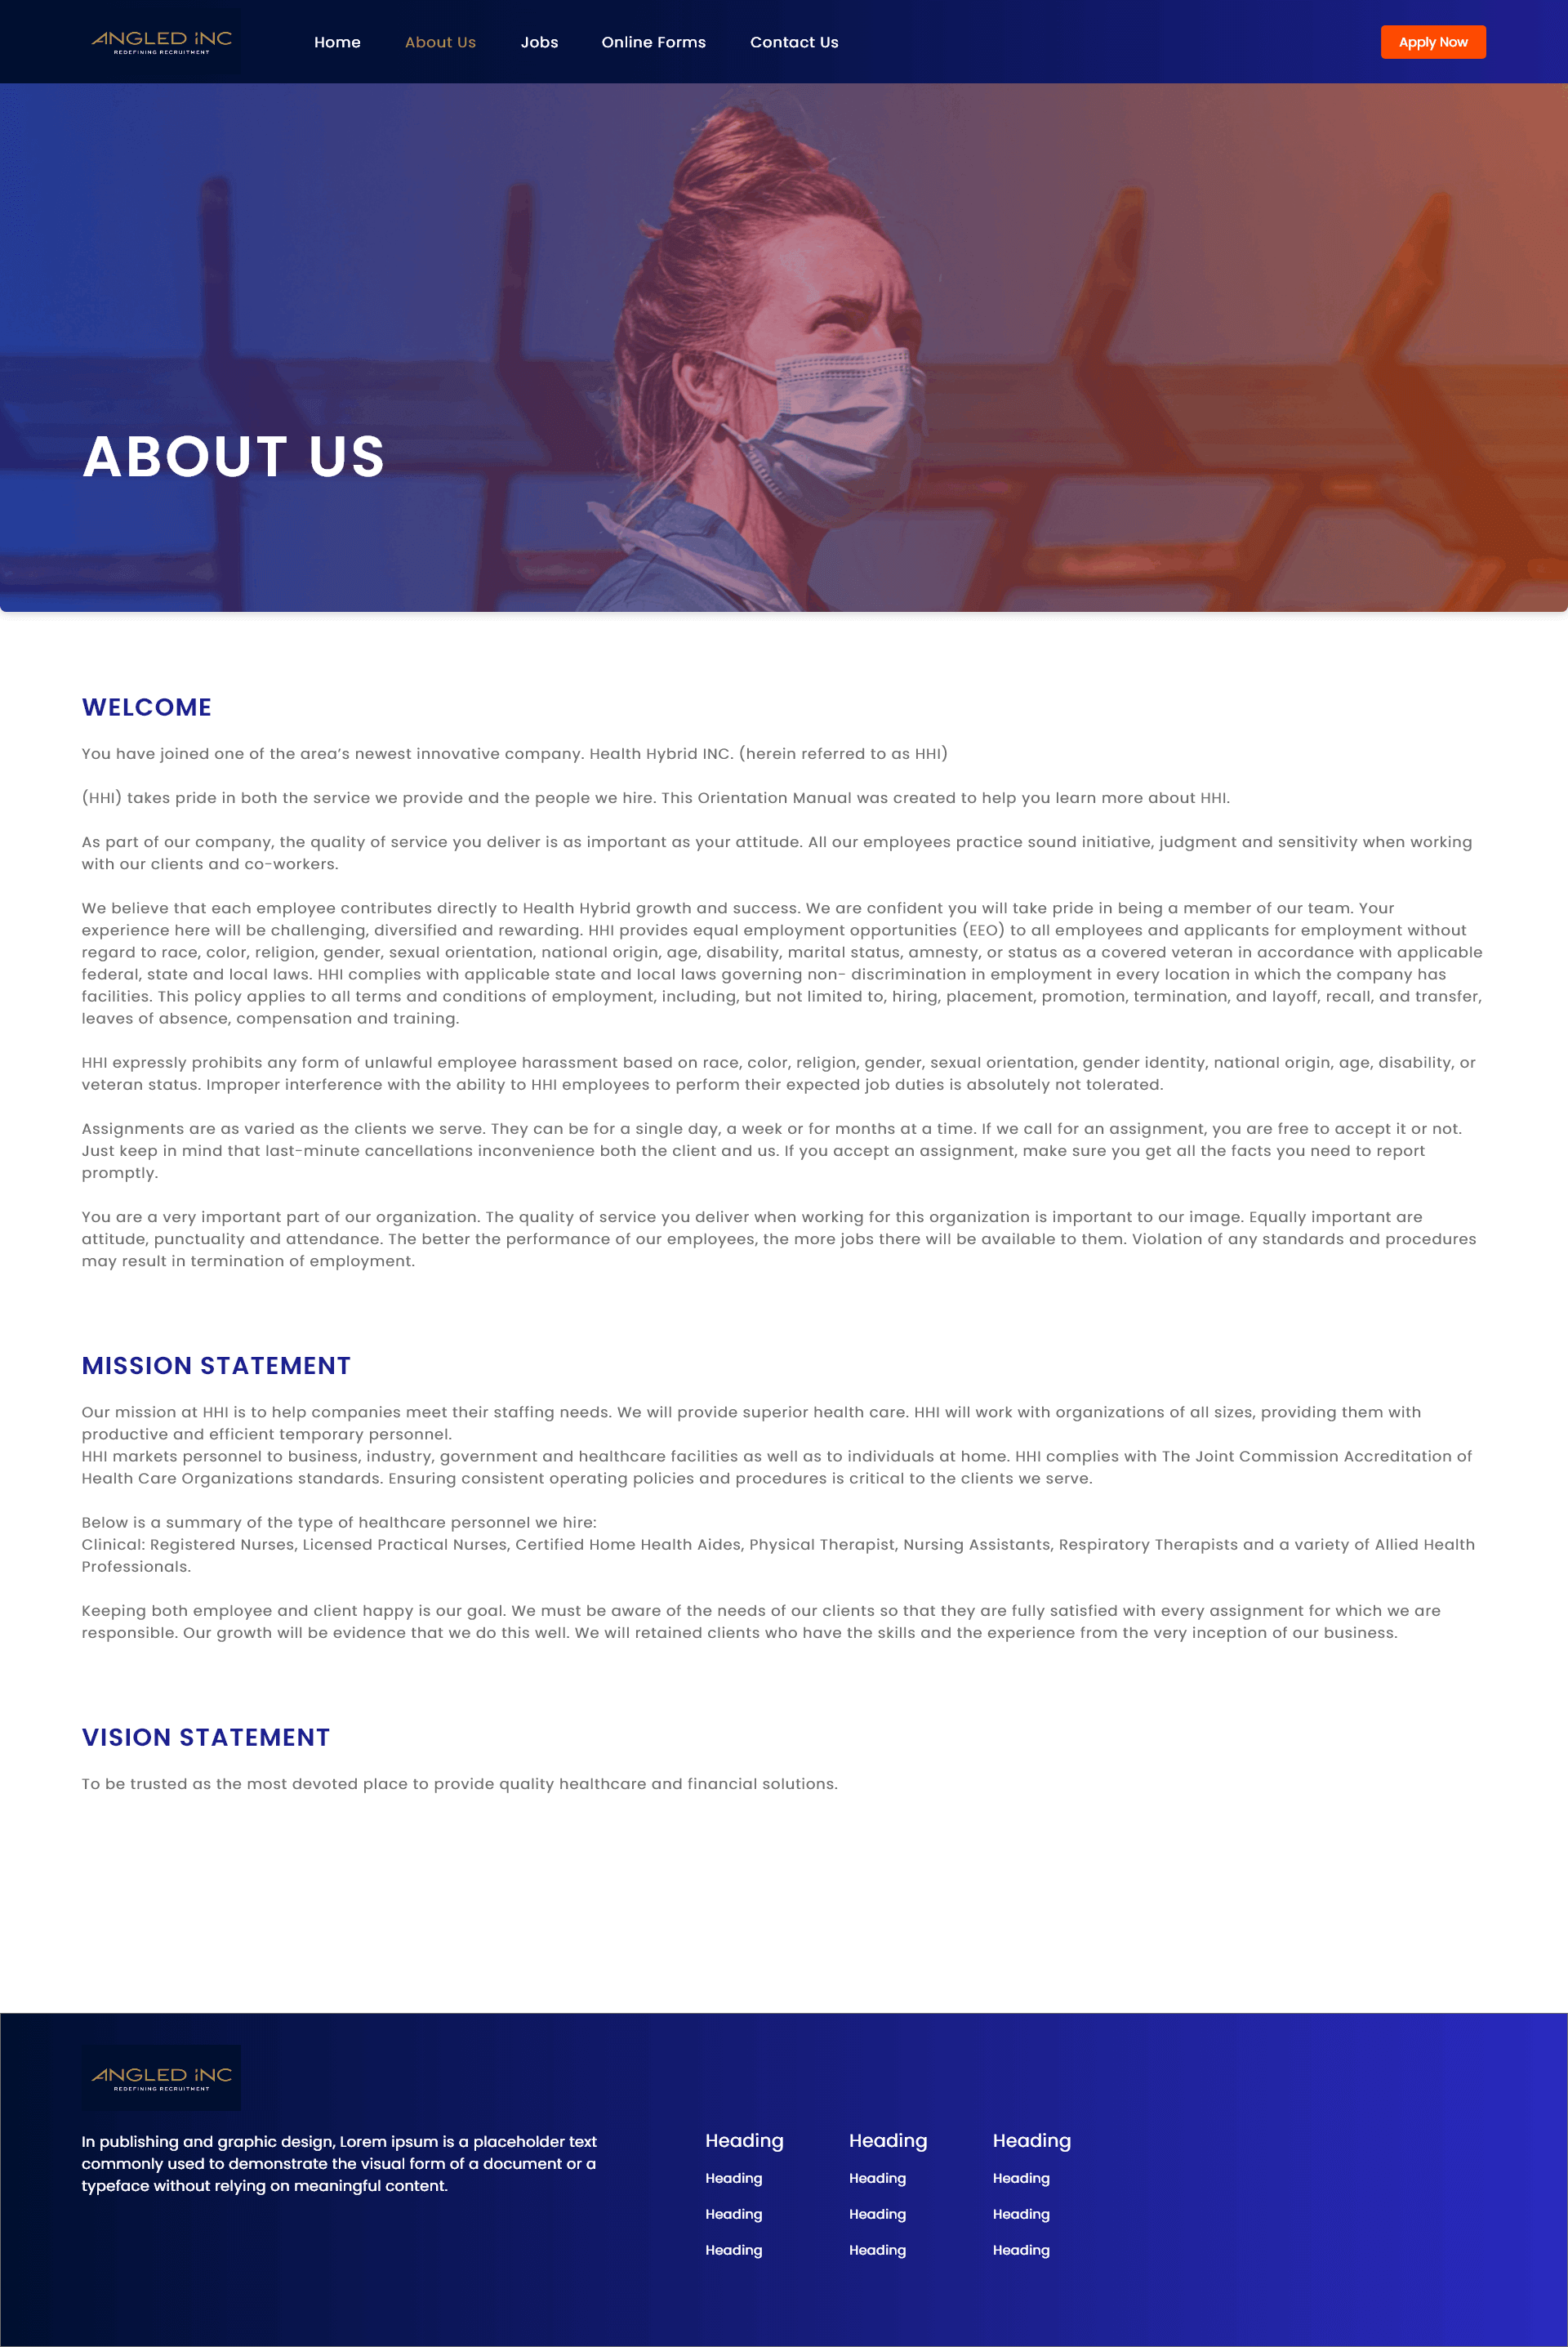 ANGLED INC
REDEFINING RECRUITMENT
Home
About Us
Jobs
Online Forms
Contact Us
Apply Now
ABOUT US
WELCOME
You have joined one of the area’s newest innovative company. Health Hybrid INC. (herein referred to as HHI)
(HHI) takes pride in both the service we provide and the people we hire. This Orientation Manual was created to help you learn more about HHI.
As part of our company, the quality of service you deliver is as important as your attitude. All our employees practice sound initiative, judgment and sensitivity when working
with our clients and co-workers.
We believe that each employee contributes directly to Health Hybrid growth and success. We are confident you will take pride in being a member of our team. Your
experience here will be challenging, diversified and rewarding. HHI provides equal employment opportunities (EEO) to all employees and applicants for employment without
regard to race, color, religion, gender, sexual orientation, national origin, age, disability, marital status, amnesty, or status as a covered veteran in accordance with applicable
federal, state and local laws. HHI complies with applicable state and local laws governing non- discrimination in employment in every location in which the company has
facilities. This policy applies to all terms and conditions of employment, including, but not limited to, hiring, placement, promotion, termination, and layoff, recall, and transfer,
leaves of absence, compensation and training.
HHI expressly prohibits any form of unlawful employee harassment based on race, color, religion, gender, sexual orientation, gender identity, national origin, age, disability, or
veteran status. Improper interference with the ability to HHI employees to perform their expected job duties is absolutely not tolerated.
Assignments are as varied as the clients we serve. They can be for a single day, a week or for months at a time. If we call for an assignment, you are free to accept it or not.
Just keep in mind that last-minute cancellations inconvenience both the client and us. If you accept an assignment, make sure you get all the facts you need to report
promptly.
You are a very important part of our organization. The quality of service you deliver when working for this organization is important to our image. Equally important are
attitude, punctuality and attendance. The better the performance of our employees, the more jobs there will be available to them. Violation of any standards and procedures
may result in termination of employment.
MISSION STATEMENT
Our mission at HHI is to help companies meet their staffing needs. We will provide superior health care. HHI will work with organizations of all sizes, providing them with
productive and efficient temporary personnel.
HHI markets personnel to business, industry, government and healthcare facilities as well as to individuals at home. HHI complies with The Joint Commission Accreditation of
Health Care Organizations standards. Ensuring consistent operating policies and procedures is critical to the clients we serve.
Below is a summary of the type of healthcare personnel we hire:
Clinical: Registered Nurses, Licensed Practical Nurses, Certified Home Health Aides, Physical Therapist, Nursing Assistants, Respiratory Therapists and a variety of Allied Health
Professionals.
Keeping both employee and client happy is our goal. We must be aware of the needs of our clients so that they are fully satisfied with every assignment for which we are
responsible. Our growth will be evidence that we do this well. We will retained clients who have the skills and the experience from the very inception of our business.
VISION STATEMENT
To be trusted as the most devoted place to provide quality healthcare and financial solutions.
ANGLED INC
REDEFINING RECRUITMENT
In publishing and graphic design, Lorem ipsum is a placeholder text
commonly used to demonstrate the visual form of a document or a
typeface without relying on meaningful content.
Heading
Heading
Heading
Heading
Heading
Heading
Heading
Heading
Heading
Heading
Heading
Heading